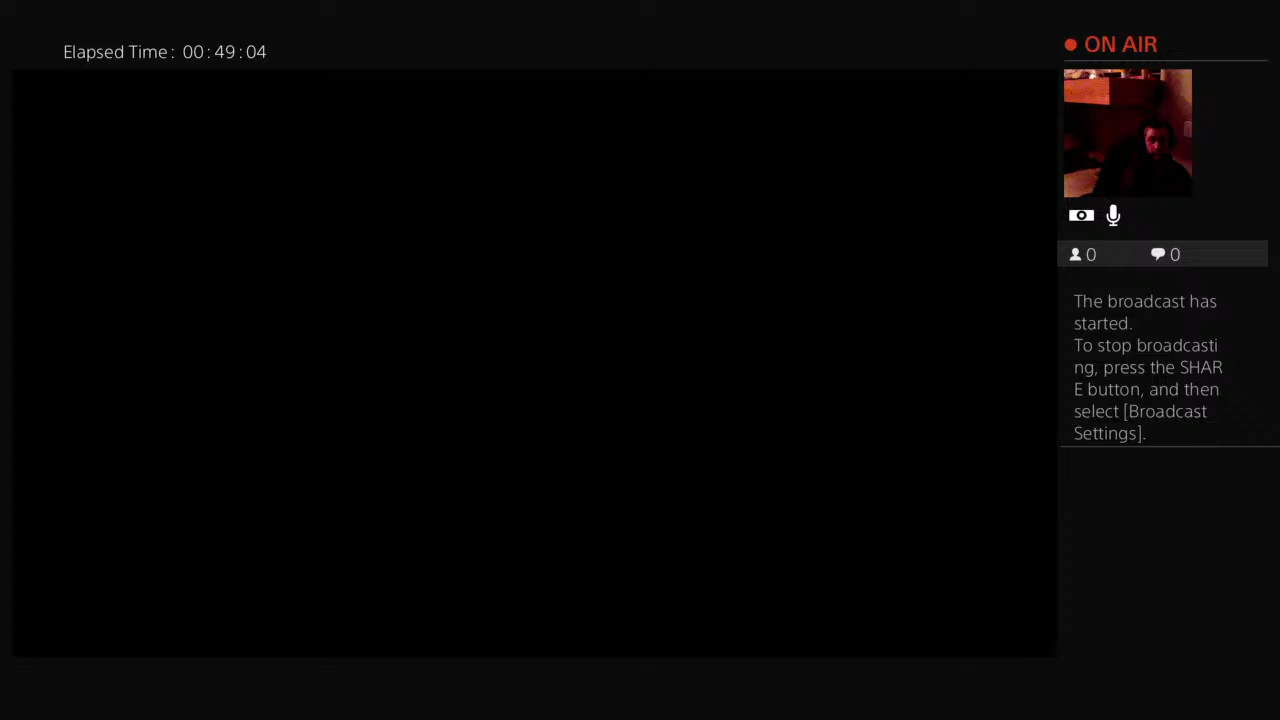 Elapsed Time: 00:49:04
ON AIR
0 0
The broadcast has
started.
To stop broadcasti
ng, press the SHAR
E button, and then
select [Broadcast
Settings].